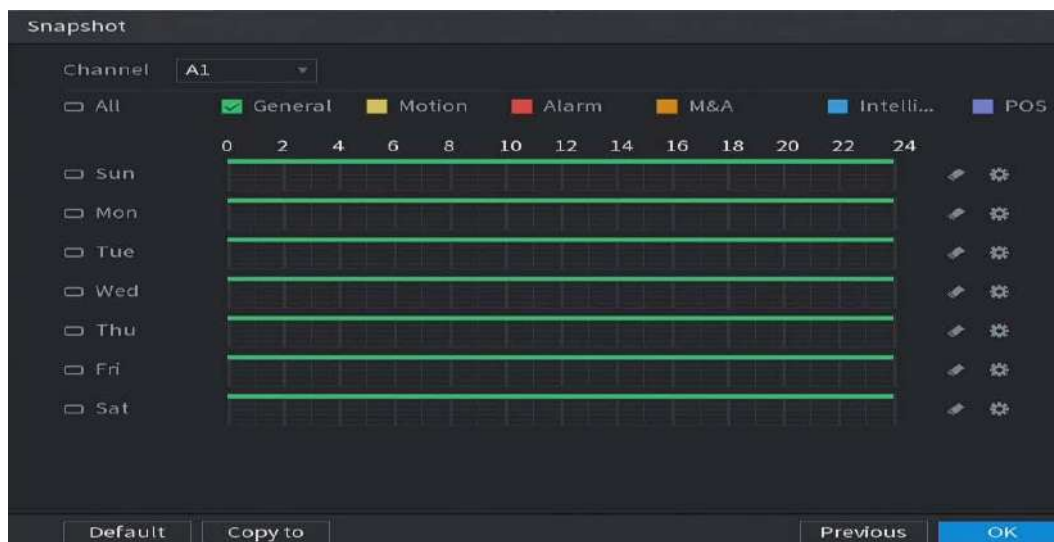 Snapshot
Channel A1
All General Motion Alarm M&A Intelli... POS
0 2 4 6 8 10 12 14 16 18 20 22 24
Sun
Mon
Tue
Wed
Thu
Fri
Sat
Default Copy to Previous OK